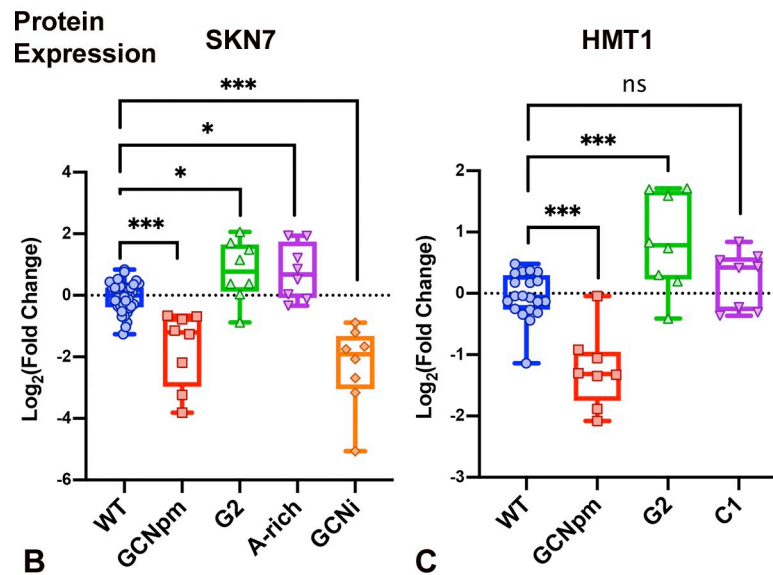 Protein
Expression
SKN7
HMT1
***
*
*
***
ns
***
***
4
2
0
-2
-4
-6
Log2(Fold Change)
WT
GCNpm
G2
A-rich
GCNi
2
1
0
-1
-2
-3
Log2(Fold Change)
WT
GCNpm
G2
C1
B
C